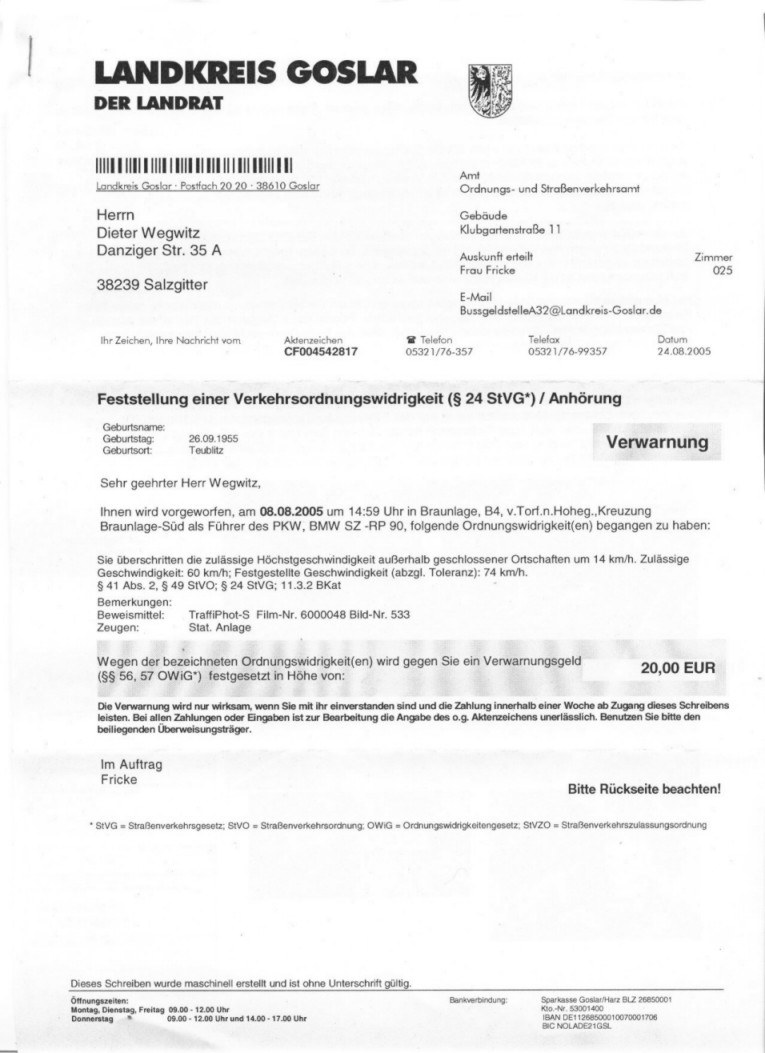 LANDKREIS GOSLAR
DER LANDRAT
Landkreis Goslar · Postfach 20 20 · 38610 Goslar
Herrn
Dieter Wegwitz
Danziger Str. 35 A
38239 Salzgitter
Amt
Ordnungs- und Straßenverkehrsamt
Gebäude
Klubgartenstraße 11
Auskunft erteilt Zimmer
Frau Fricke 025
E-Mail
BussgeldstelleA32@Landkreis-Goslar.de
Ihr Zeichen, Ihre Nachricht vom Aktenzeichen ☎ Telefon Telefax Datum
CF004542817 05321/76-357 05321/76-99357 24.08.2005
Feststellung einer Verkehrsordnungswidrigkeit (§ 24 StVG*) / Anhörung
Geburtsname:
Geburtstag: 26.09.1955
Geburtsort: Teublitz
Verwarnung
Sehr geehrter Herr Wegwitz,
Ihnen wird vorgeworfen, am 08.08.2005 um 14:59 Uhr in Braunlage, B4, v.Torf.n.Hoheg.,Kreuzung
Braunlage-Süd als Führer des PKW, BMW SZ -RP 90, folgende Ordnungswidrigkeit(en) begangen zu haben:
Sie überschritten die zulässige Höchstgeschwindigkeit außerhalb geschlossener Ortschaften um 14 km/h. Zulässige
Geschwindigkeit: 60 km/h; Festgestellte Geschwindigkeit (abzgl. Toleranz): 74 km/h.
§ 41 Abs. 2, § 49 StVO; § 24 StVG; 11.3.2 BKat
Bemerkungen:
Beweismittel: TraffiPhot-S Film-Nr. 6000048 Bild-Nr. 533
Zeugen: Stat. Anlage
Wegen der bezeichneten Ordnungswidrigkeit(en) wird gegen Sie ein Verwarnungsgeld
(§§ 56, 57 OWiG*) festgesetzt in Höhe von: 20,00 EUR
Die Verwarnung wird nur wirksam, wenn Sie mit ihr einverstanden sind und die Zahlung innerhalb einer Woche ab Zugang dieses Schreibens
leisten. Bei allen Zahlungen oder Eingaben ist zur Bearbeitung die Angabe des o.g. Aktenzeichens unerlässlich. Benutzen Sie bitte den
beiliegenden Überweisungsträger.
Im Auftrag
Fricke
Bitte Rückseite beachten!
* StVG = Straßenverkehrsgesetz; StVO = Straßenverkehrsordnung; OWiG = Ordnungswidrigkeitengesetz; StVZO = Straßenverkehrszulassungsordnung
Dieses Schreiben wurde maschinell erstellt und ist ohne Unterschrift gültig.
Öffnungszeiten:
Montag, Dienstag, Freitag 09.00 - 12.00 Uhr
Donnerstag 09.00 - 12.00 Uhr und 14.00 - 17.00 Uhr
Bankverbindung: Sparkasse Goslar/Harz BLZ 26850001
Kto.-Nr. 53001400
IBAN DE11268500010070001706
BIC NOLADE21GSL